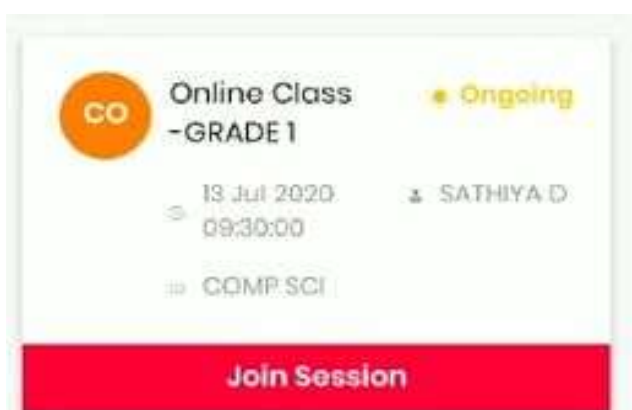 CO
Online Class
-GRADE 1
Ongoing
13 Jul 2020
09:30:00
SATHIYA D
COMP SCI
Join Session